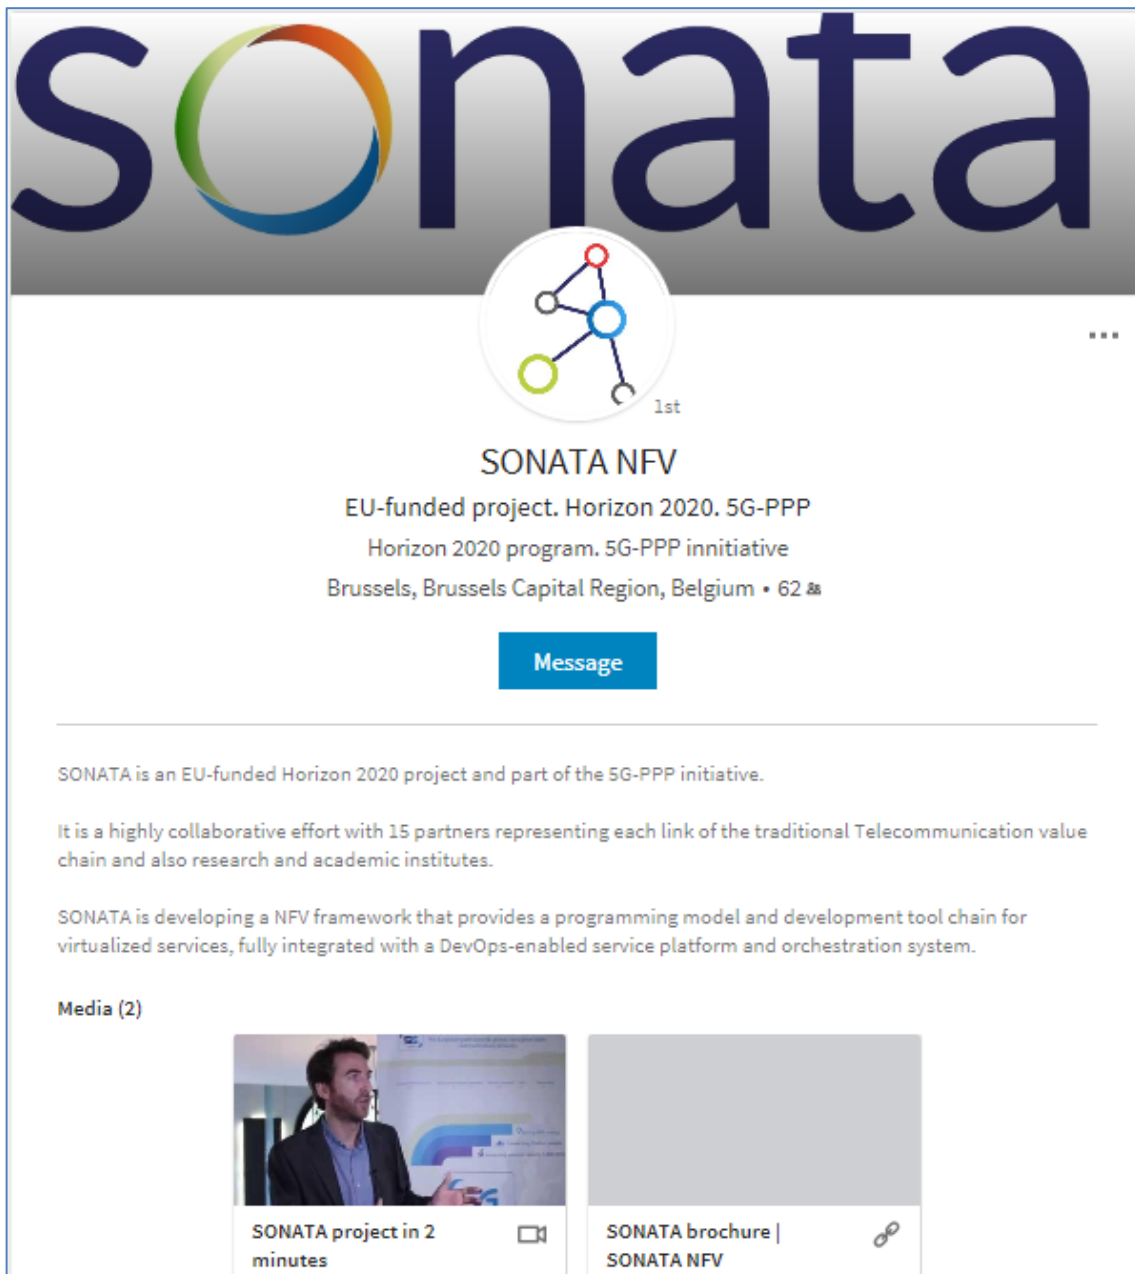 sonata
1st
SONATA NFV
EU-funded project. Horizon 2020. 5G-PPP
Horizon 2020 program. 5G-PPP innitiative
Brussels, Brussels Capital Region, Belgium • 62
Message
SONATA is an EU-funded Horizon 2020 project and part of the 5G-PPP initiative.
It is a highly collaborative effort with 15 partners representing each link of the traditional Telecommunication value
chain and also research and academic institutes.
SONATA is developing a NFV framework that provides a programming model and development tool chain for
virtualized services, fully integrated with a DevOps-enabled service platform and orchestration system.
Media (2)
SONATA project in 2
minutes
SONATA brochure |
SONATA NFV